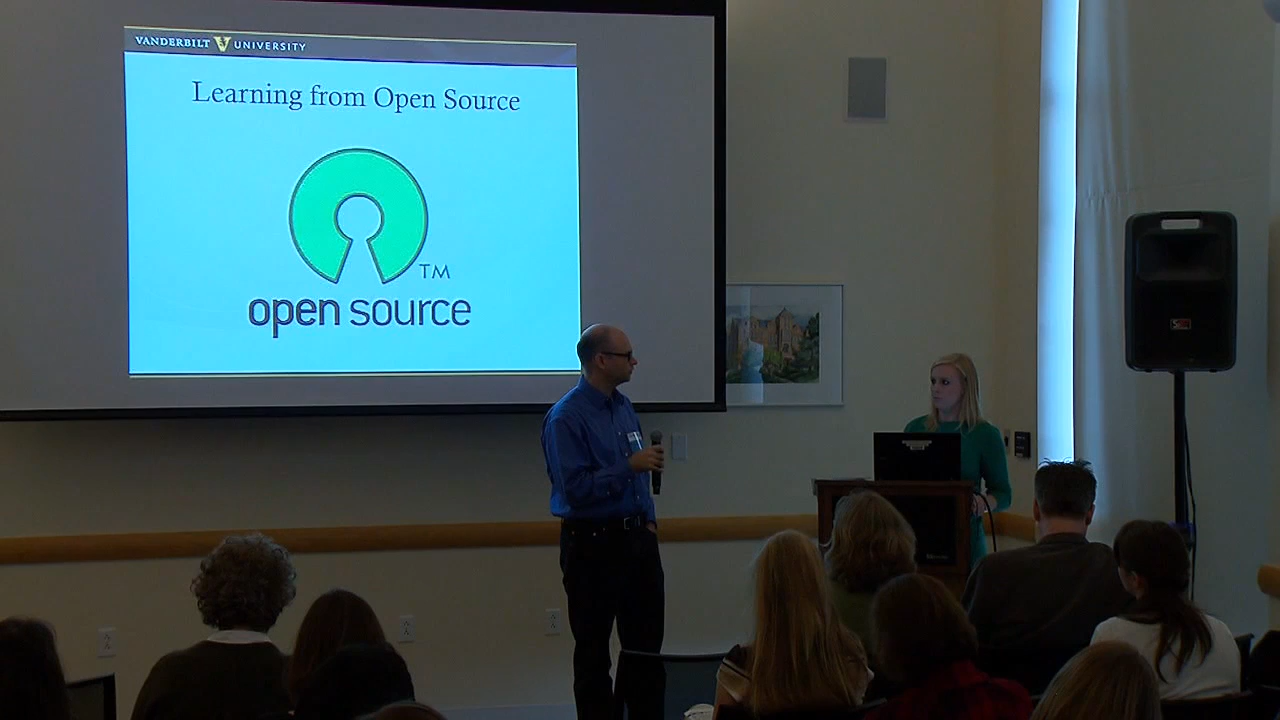 VANDERBILT V UNIVERSITY
Learning from Open Source
TM
open source